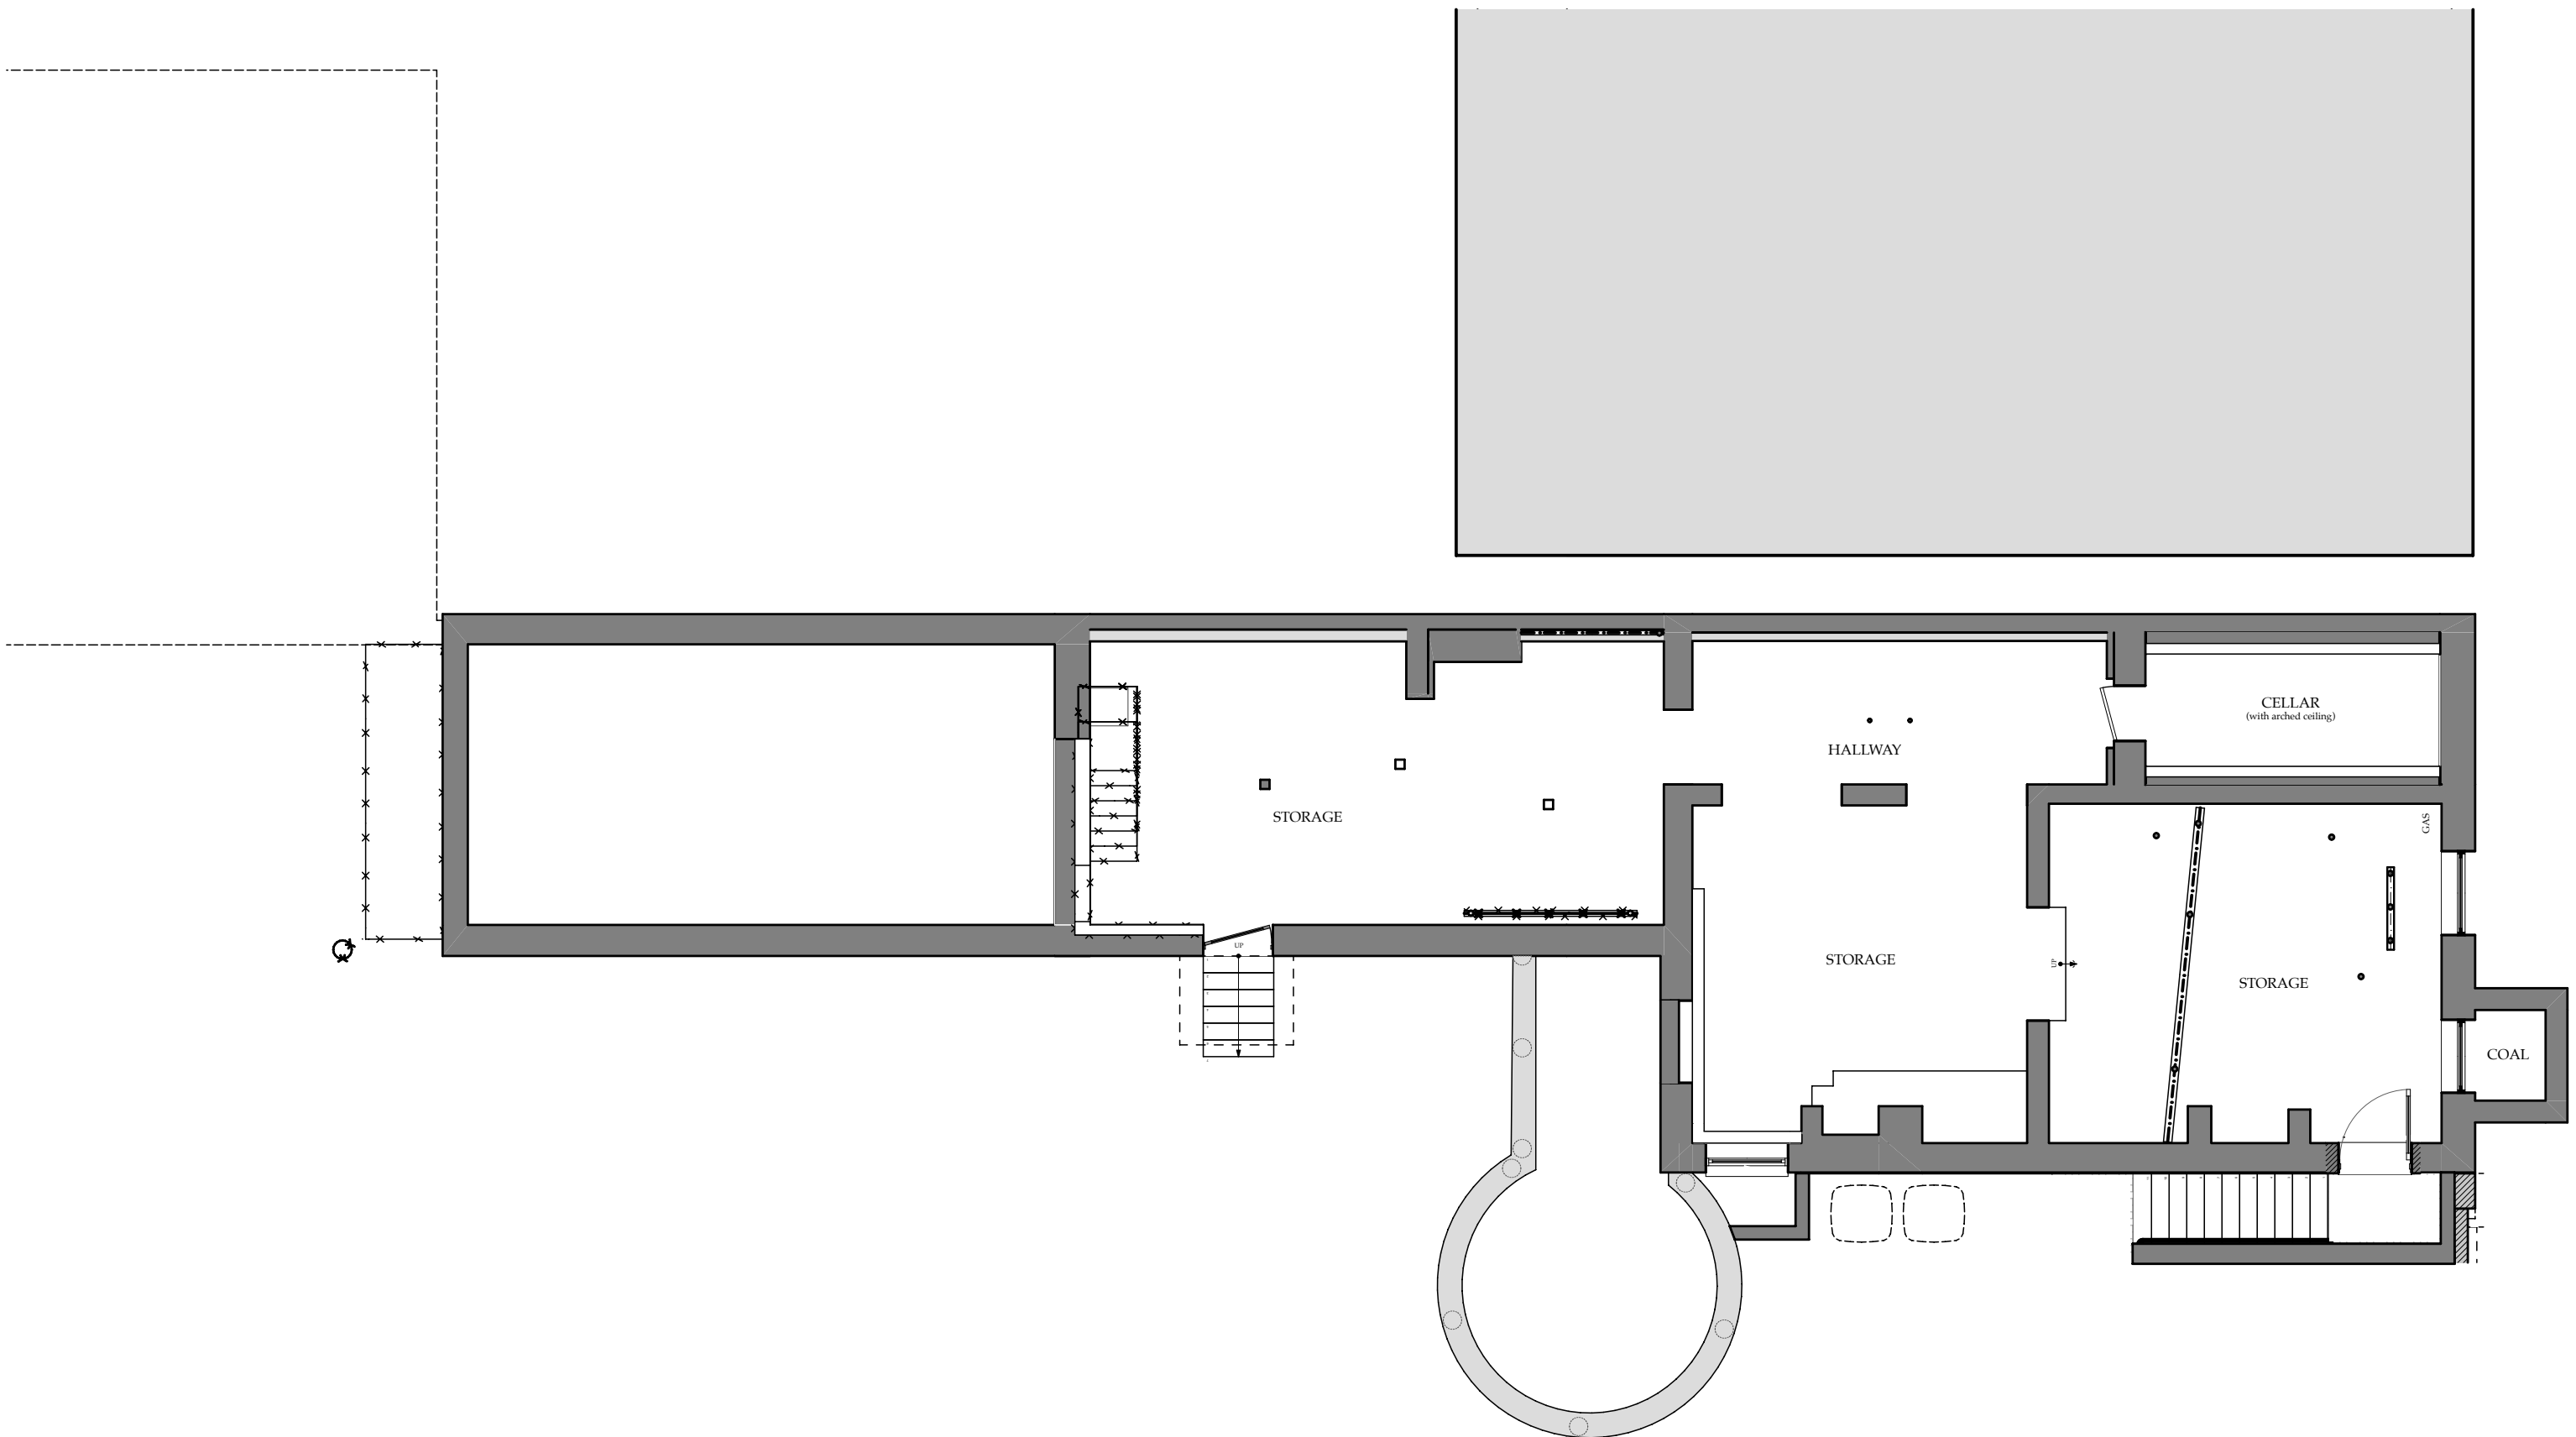 CELLAR
(with arched ceiling)
HALLWAY
GAS
STORAGE
UP
STORAGE
UP
STORAGE
COAL